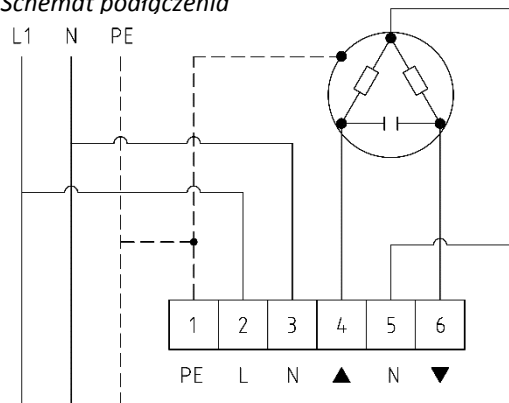 Schemat podłączenia
L1 N PE
1 2 3 4 5 6
PE L N ▲ N ▼